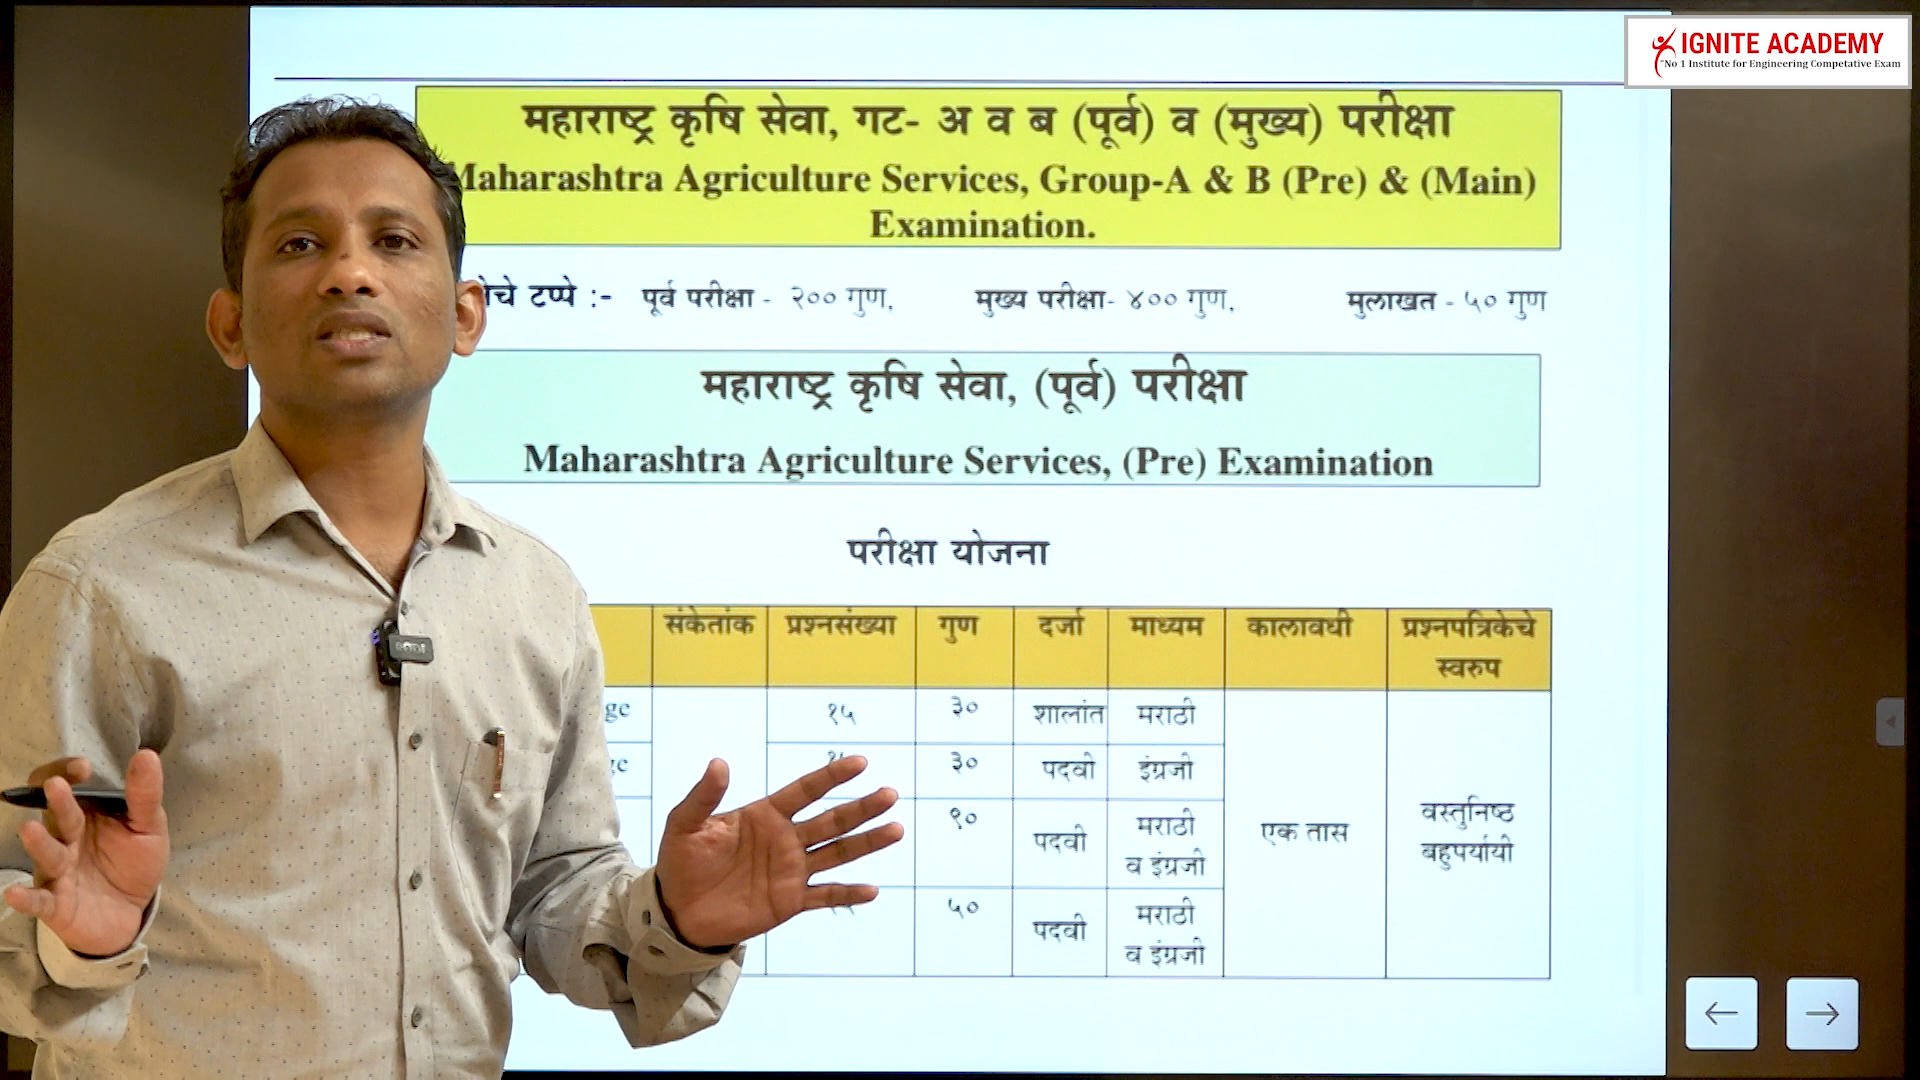 IGNITE ACADEMY
"No 1 Institute for Engineering Competative Exam
महाराष्ट्र कृषि सेवा, गट- अ व ब (पूर्व) व (मुख्य) परीक्षा
Maharashtra Agriculture Services, Group-A & B (Pre) & (Main)
Examination.
टप्पे :- पूर्व परीक्षा - २०० गुण, मुख्य परीक्षा- ४०० गुण, मुलाखत - ५० गुण
महाराष्ट्र कृषि सेवा, (पूर्व) परीक्षा
Maharashtra Agriculture Services, (Pre) Examination
परीक्षा योजना
संकेतांक प्रश्नसंख्या गुण दर्जा माध्यम कालावधी प्रश्नपत्रिकेचे
स्वरुप
१५ ३० शालांत मराठी
३० पदवी इंग्रजी
९० पदवी मराठी
व इंग्रजी
एक तास
वस्तुनिष्ठ
बहुपर्यायी
५० पदवी मराठी
व इंग्रजी